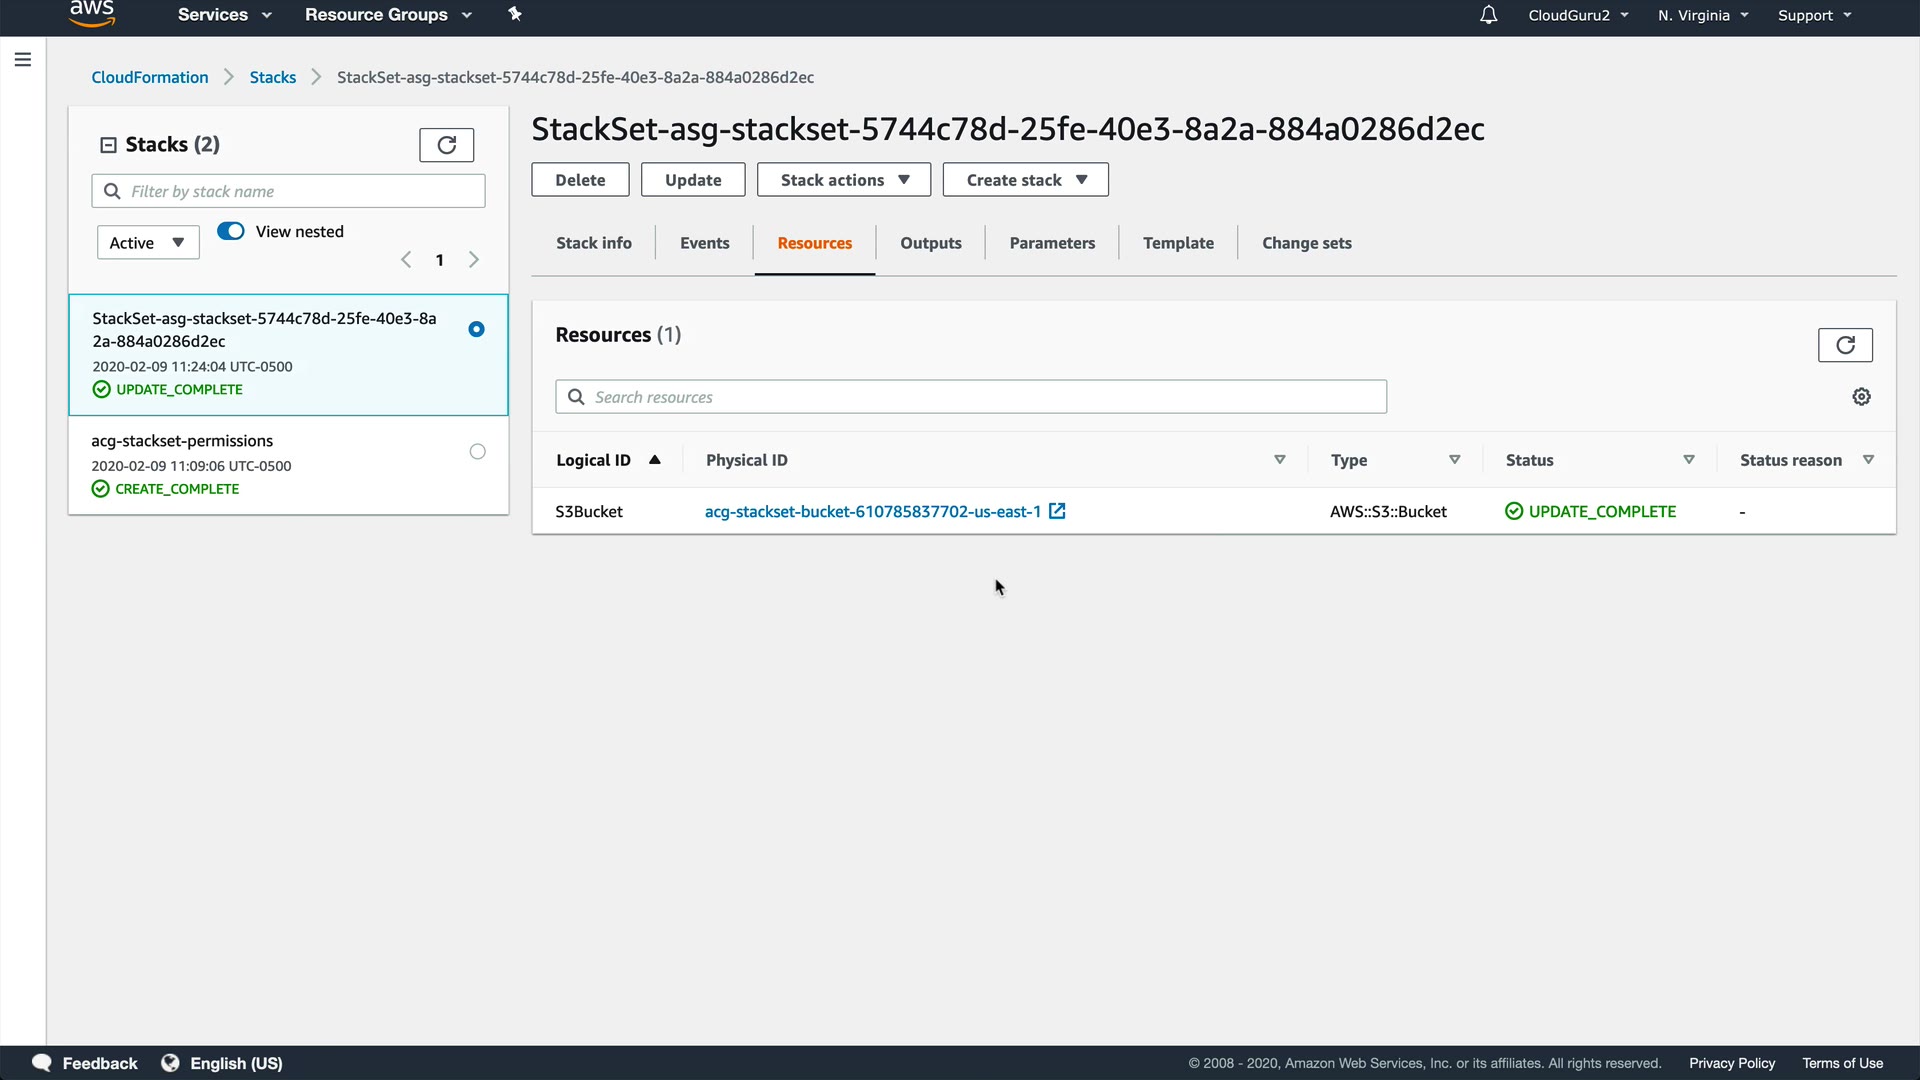 aws
Services
Resource Groups
CloudGuru2
N. Virginia
Support
CloudFormation
Stacks
StackSet-asg-stackset-5744c78d-25fe-40e3-8a2a-884a0286d2ec
Stacks (2)
Filter by stack name
Active
View nested
1
StackSet-asg-stackset-5744c78d-25fe-40e3-8a
2a-884a0286d2ec
2020-02-09 11:24:04 UTC-0500
UPDATE_COMPLETE
acg-stackset-permissions
2020-02-09 11:09:06 UTC-0500
CREATE_COMPLETE
StackSet-asg-stackset-5744c78d-25fe-40e3-8a2a-884a0286d2ec
Delete
Update
Stack actions
Create stack
Stack info
Events
Resources
Outputs
Parameters
Template
Change sets
Resources (1)
Search resources
Logical ID
Physical ID
Type
Status
Status reason
S3Bucket
acg-stackset-bucket-610785837702-us-east-1
AWS::S3::Bucket
UPDATE_COMPLETE
-
Feedback
English (US)
© 2008 - 2020, Amazon Web Services, Inc. or its affiliates. All rights reserved.
Privacy Policy
Terms of Use